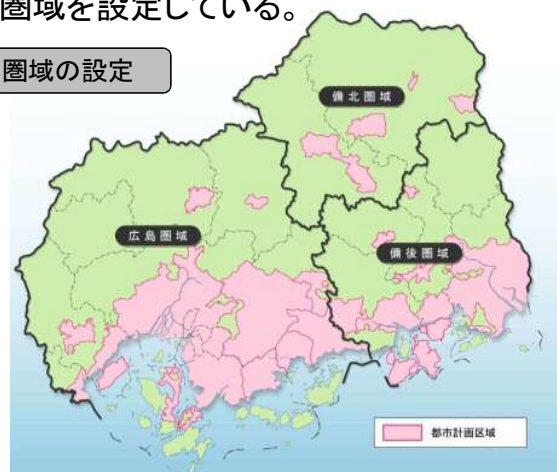 圏域を設定している。
圏域の設定
備北圏域
広島圏域
備後圏域
都市計画区域